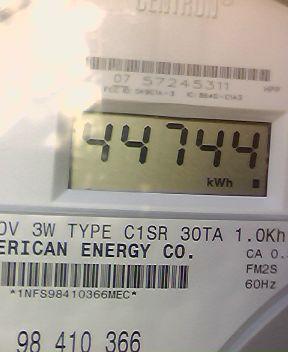 CENTRON®
07 57245311
44744
kWh
0V 3W TYPE C1SR 30TA 1.0Kh
ERICAN ENERGY CO.
CA 0.
FM2S
*1NFS98410366MEC*
60Hz
98 410 366